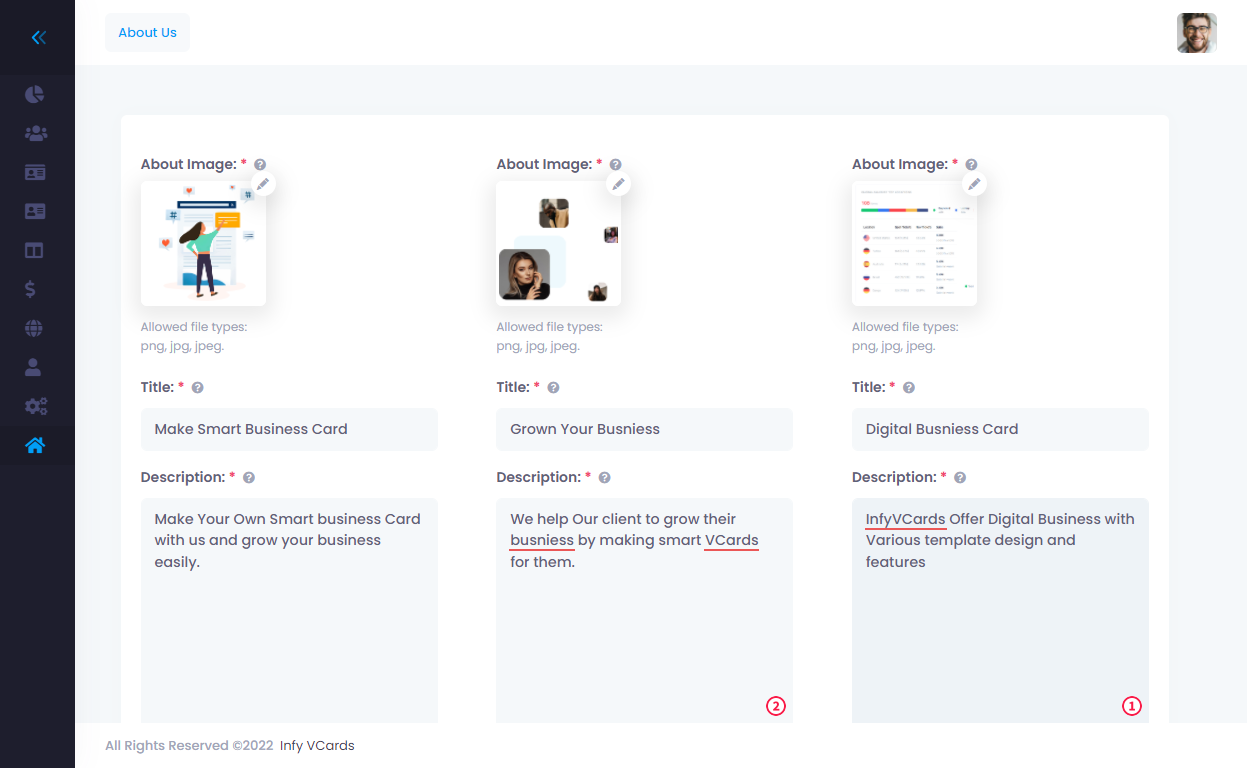 About Us
About Image: *
About Image: *
About Image: *
Allowed file types:
png, jpg, jpeg.
Allowed file types:
png, jpg, jpeg.
Allowed file types:
png, jpg, jpeg.
Title: *
Title: *
Title: *
Make Smart Business Card
Grown Your Busniess
Digital Busniess Card
Description: *
Description: *
Description: *
Make Your Own Smart business Card
with us and grow your business
easily.
We help Our client to grow their
busniess by making smart VCards
for them.
InfyVCards Offer Digital Business with
Various template design and
features
2
1
All Rights Reserved ©2022 Infy VCards